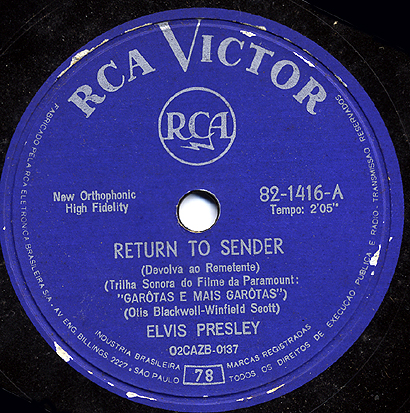 RCA VICTOR
RCA
New Orthophonic
High Fidelity
82-1416-A
Tempo: 2'05"
RETURN TO SENDER
(Devolva ao Remetente)
(Trilha Sonora do Filme da Paramount:
"GARÔTAS E MAIS GARÔTAS")
(Otis Blackwell-Winfield Scott)
ELVIS PRESLEY
02CAZB-0137
78
FABRICADO PELA RCA ELETRÔNICA BRASILEIRA S/A AV. ENG. BILLINGS, 2227 . SÃO PAULO
INDUSTRIA BRASILEIRA
MARCAS REGISTRADAS
TODOS OS DIREITOS DE EXECUÇÃO PUBLICA E RADIO - TRANSMISSÃO RESERVADOS